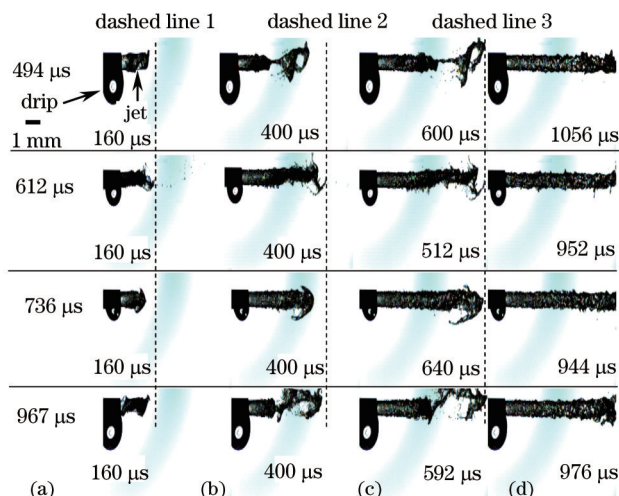 dashed line 1 dashed line 2 dashed line 3
494 μs
drip
jet
1 mm 160 μs 400 μs 600 μs 1056 μs
612 μs
160 μs 400 μs 512 μs 952 μs
736 μs
160 μs 400 μs 640 μs 944 μs
967 μs
160 μs 400 μs 592 μs 976 μs
(a) (b) (c) (d)